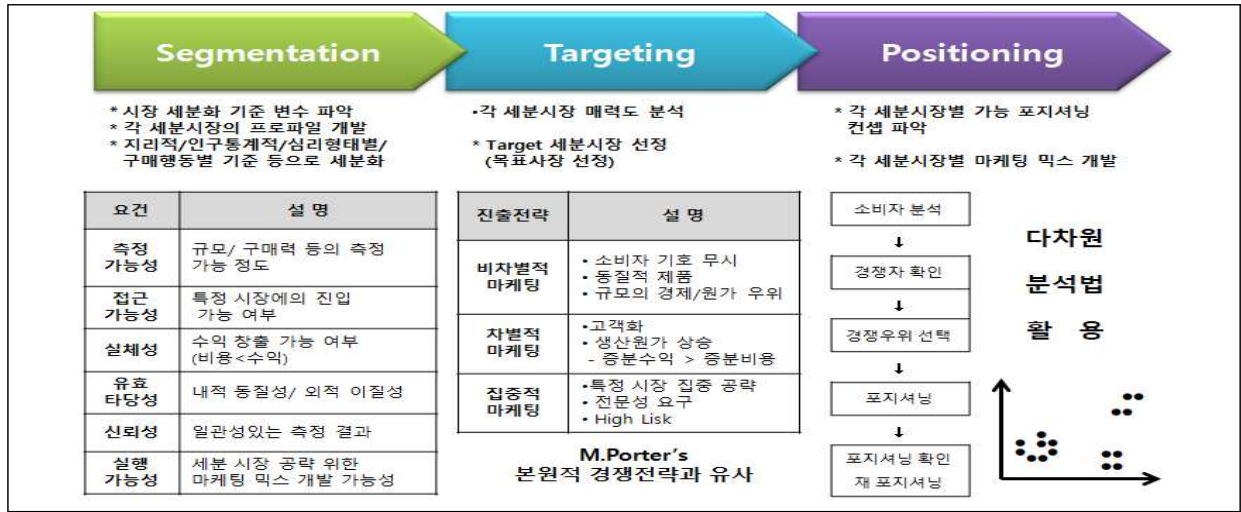 Segmentation
* 시장 세분화 기준 변수 파악
* 각 세분시장의 프로파일 개발
* 지리적/인구통계적/심리형태별/
구매행동별 기준 등으로 세분화
요건 설 명
측정
가능성
규모/ 구매력 등의 측정
가능 정도
접근
가능성
특정 시장에의 진입
가능 여부
실체성
수익 창출 가능 여부
(비용<수익)
유효
타당성
내적 동질성/ 외적 이질성
신뢰성
일관성있는 측정 결과
실행
가능성
세분 시장 공략 위한
마케팅 믹스 개발 가능성
Targeting
•각 세분시장 매력도 분석
* Target 세분시장 선정
(목표사장 선정)
진출전략 설 명
비차별적
마케팅
• 소비자 기호 무시
• 동질적 제품
• 규모의 경제/원가 우위
차별적
마케팅
•고객화
• 생산원가 상승
- 증분수익 > 증분비용
집중적
마케팅
•특정 시장 집중 공략
• 전문성 요구
• High Lisk
M.Porter's
본원적 경쟁전략과 유사
Positioning
* 각 세분시장별 가능 포지셔닝
컨셉 파악
* 각 세분시장별 마케팅 믹스 개발
소비자 분석
↓
경쟁자 확인
↓
경쟁우위 선택
↓
포지셔닝
↓
포지셔닝 확인
재 포지셔닝
다차원
분석법
활 용